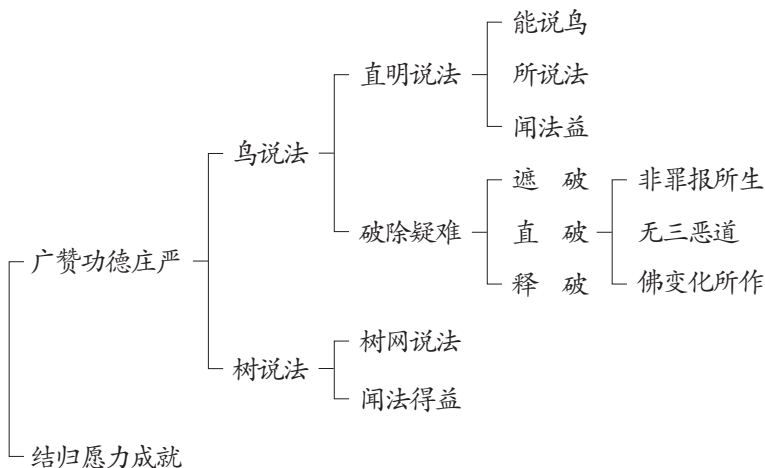 能说鸟
直明说法
所说法
闻法益
鸟说法
遮 破
非罪报所生
破除疑难
直 破
无三恶道
广赞功德庄严
释 破
佛变化所作
树网说法
树说法
闻法得益
结归愿力成就